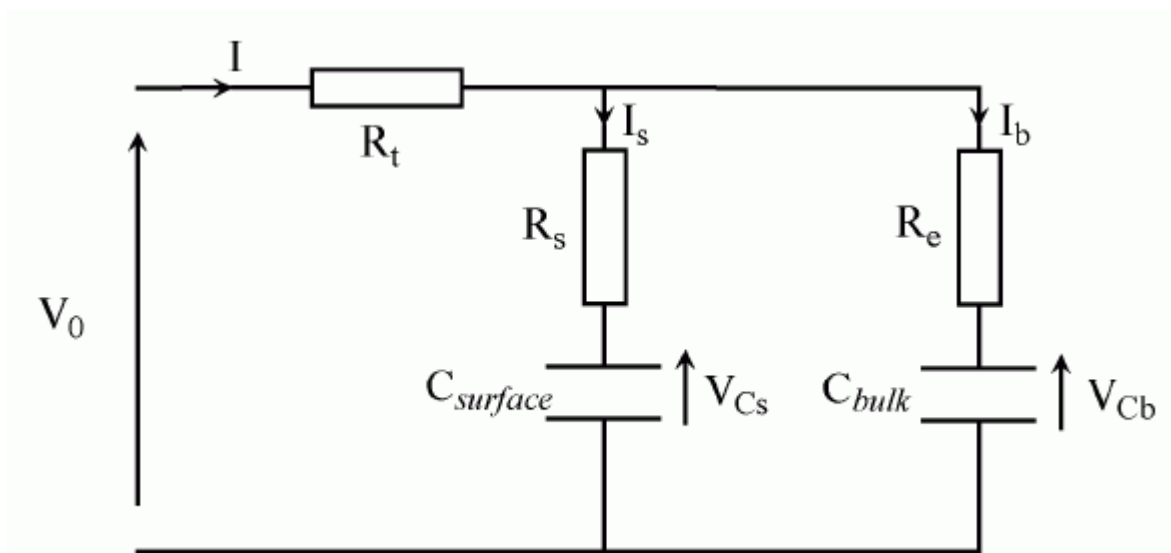 I
R_t
I_s
I_b
R_s
R_e
V_0
C_surface
V_Cs
C_bulk
V_Cb